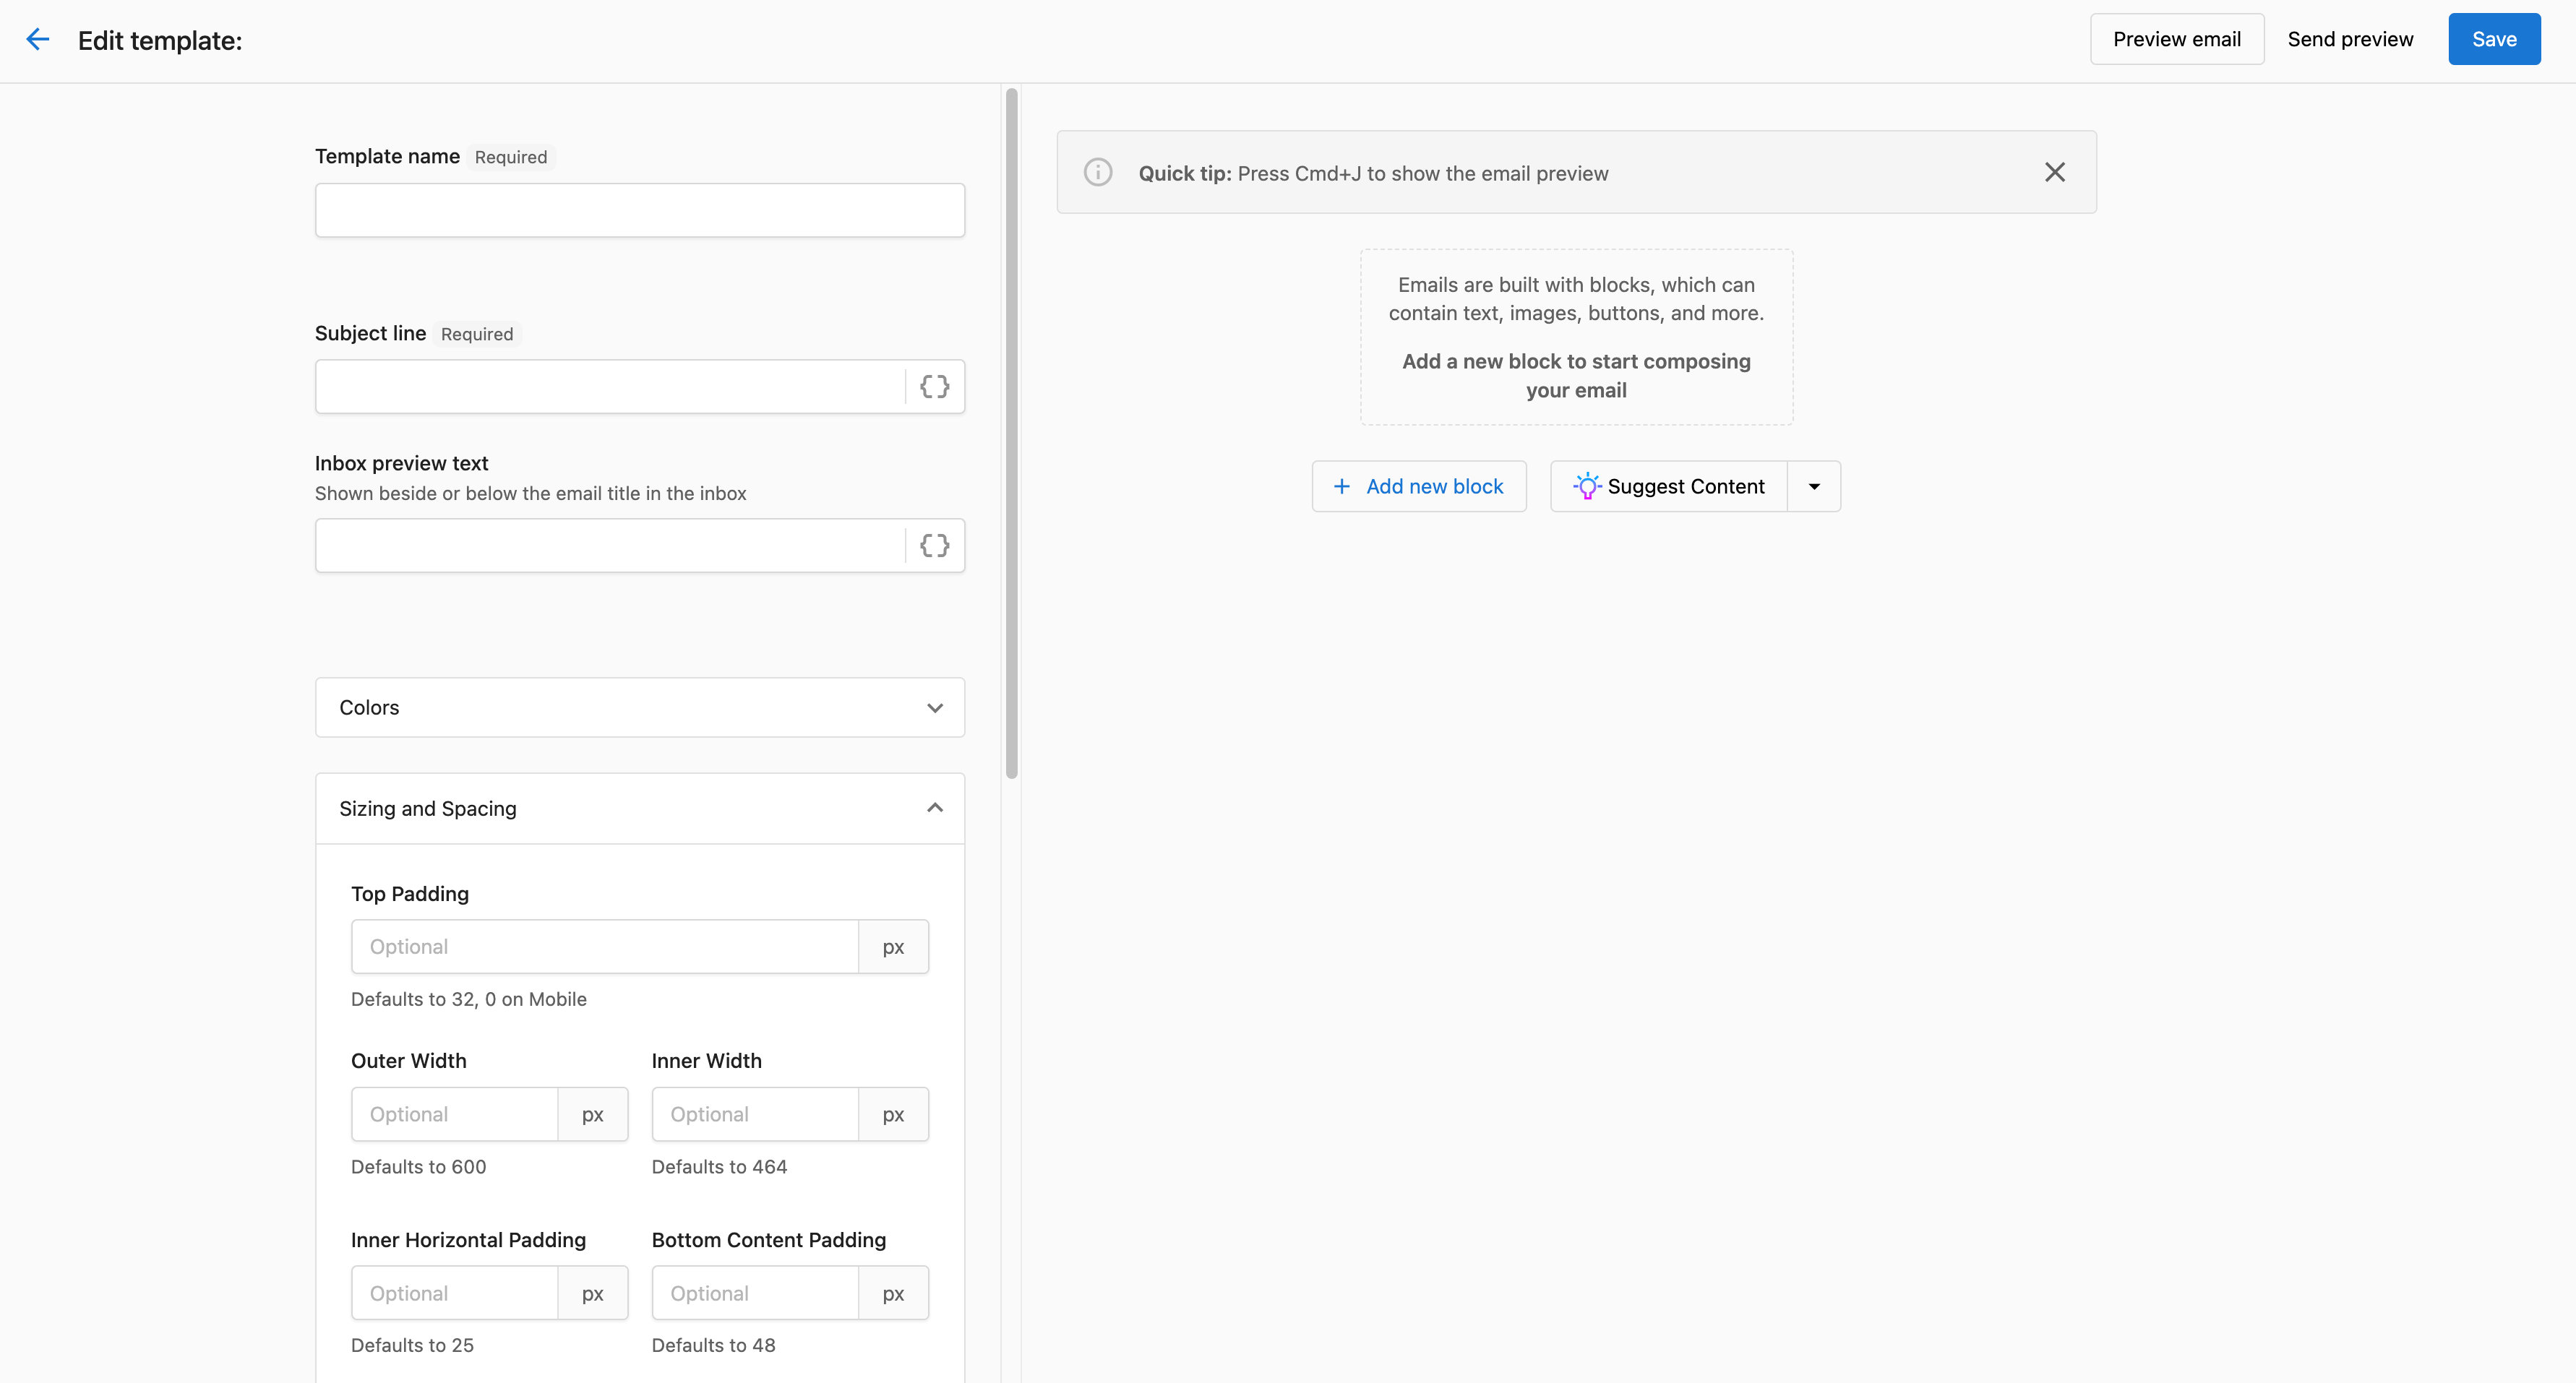 Edit template:
Preview email
Send preview
Save
Template name Required
Subject line Required
{}
Inbox preview text
Shown beside or below the email title in the inbox
{}
Colors
Sizing and Spacing
Top Padding
Optional px
Defaults to 32, 0 on Mobile
Outer Width Inner Width
Optional px Optional px
Defaults to 600 Defaults to 464
Inner Horizontal Padding Bottom Content Padding
Optional px Optional px
Defaults to 25 Defaults to 48
Quick tip: Press Cmd+J to show the email preview
Emails are built with blocks, which can
contain text, images, buttons, and more.
Add a new block to start composing
your email
+ Add new block
Suggest Content